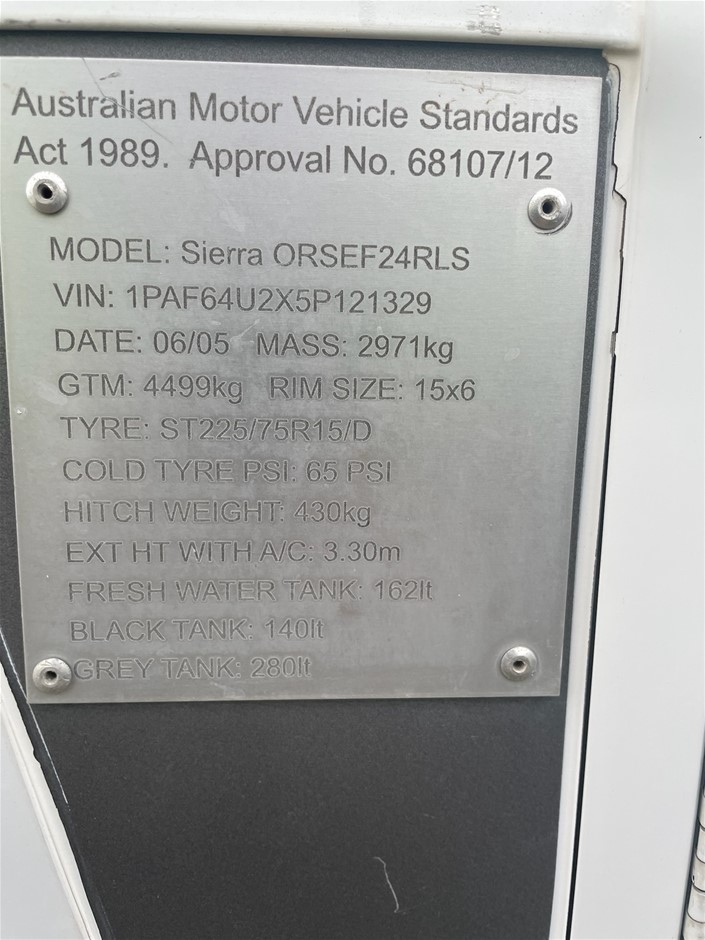 Australian Motor Vehicle Standards
Act 1989. Approval No. 68107/12
MODEL: Sierra ORSEF24RLS
VIN: 1PAF64U2X5P121329
DATE: 06/05 MASS: 2971kg
GTM: 4499kg RIM SIZE: 15x6
TYRE: ST225/75R15/D
COLD TYRE PSI: 65 PSI
HITCH WEIGHT: 430kg
EXT HT WITH A/C: 3.30m
FRESH WATER TANK: 162lt
BLACK TANK: 140lt
GREY TANK: 280lt